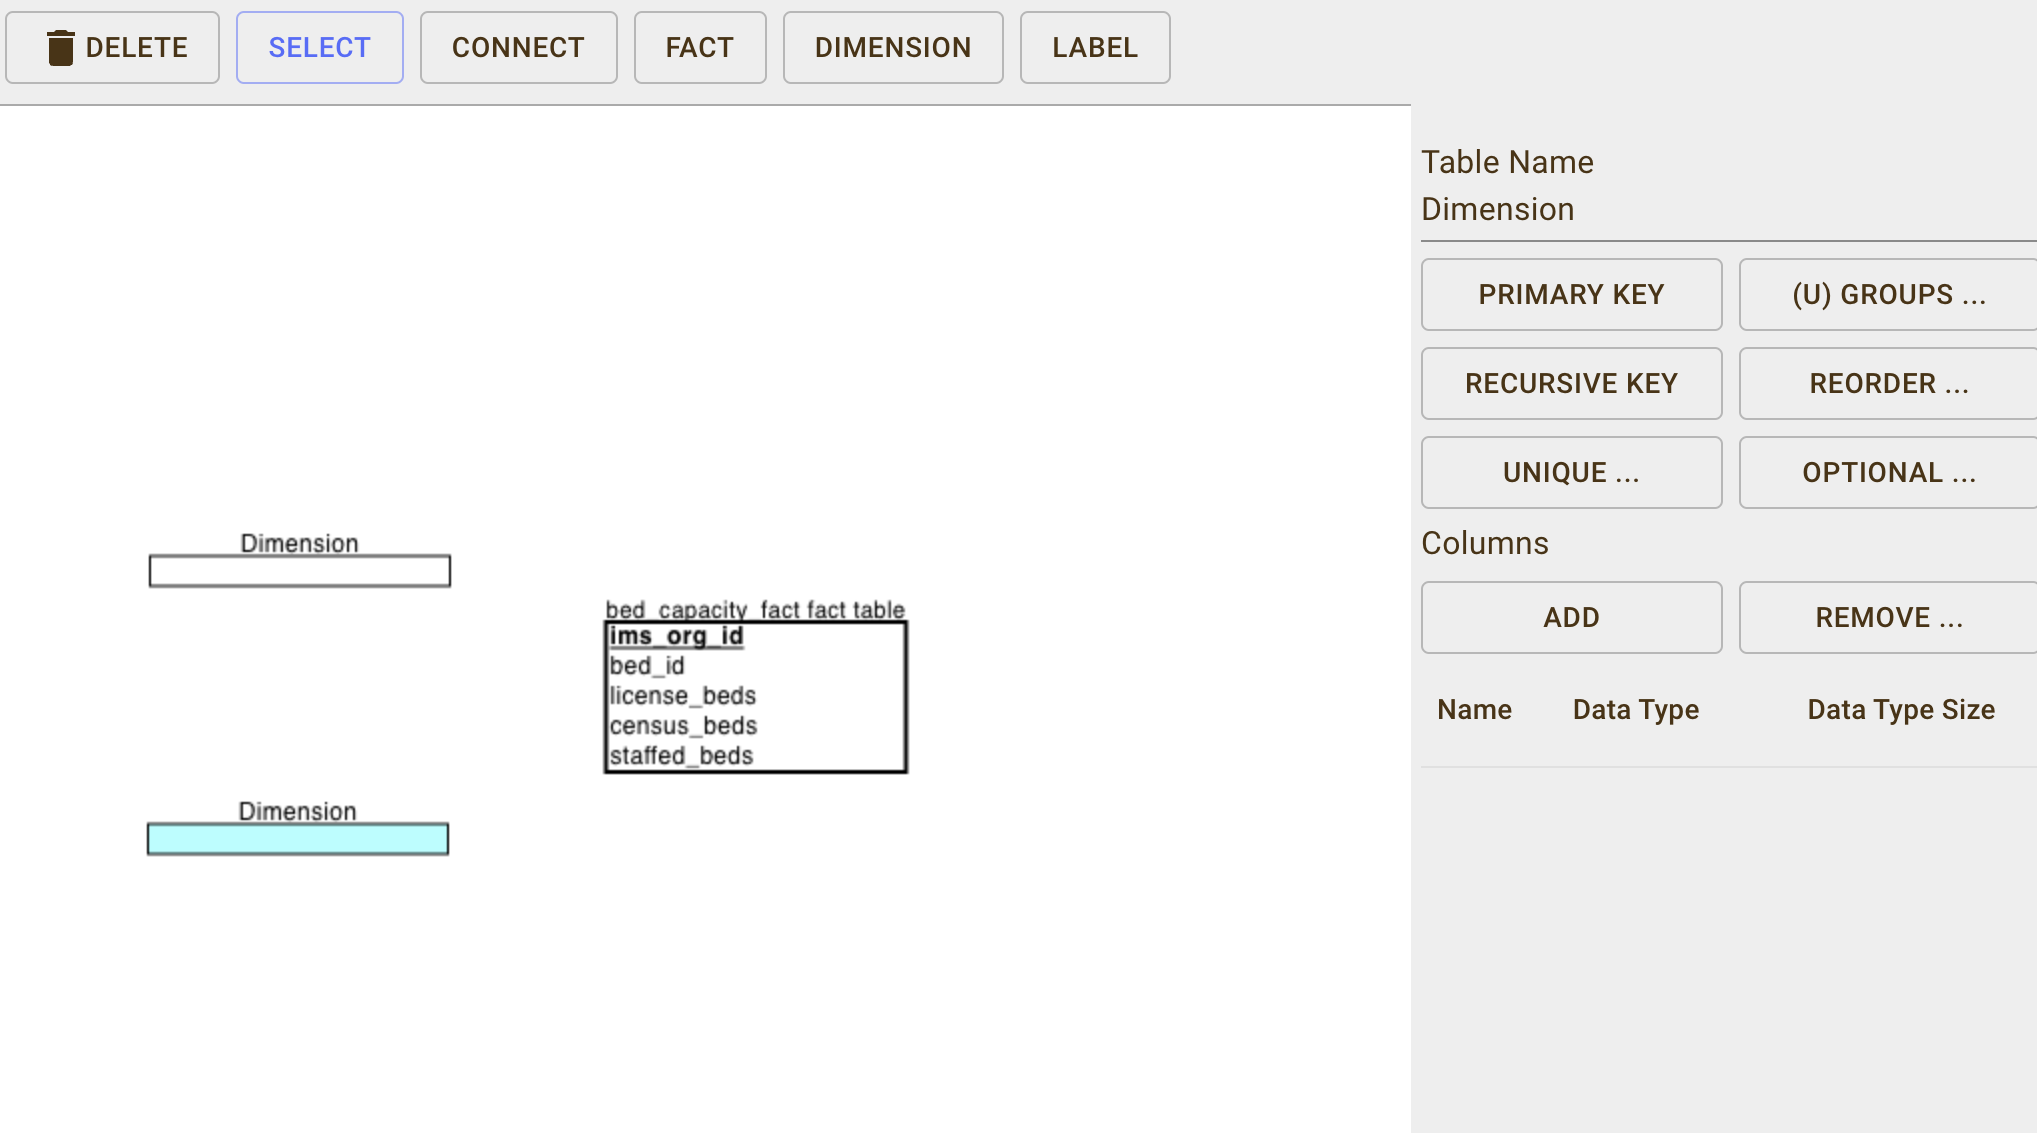 DELETE SELECT CONNECT FACT DIMENSION LABEL
Table Name
Dimension
PRIMARY KEY (U) GROUPS ...
RECURSIVE KEY REORDER ...
UNIQUE ... OPTIONAL ...
Columns
ADD REMOVE ...
Name Data Type Data Type Size
Dimension
bed_capacity_fact fact table
ims_org_id
bed_id
license_beds
census_beds
staffed_beds
Dimension